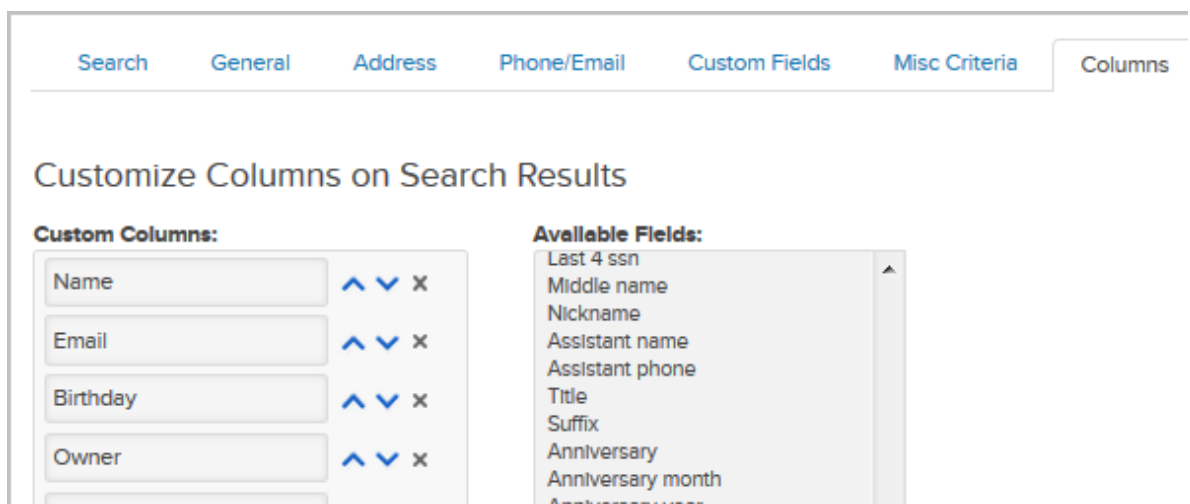 Search General Address Phone/Email Custom Fields Misc Criteria Columns
Customize Columns on Search Results
Custom Columns:
Name
Email
Birthday
Owner
Available Fields:
Last 4 ssn
Middle name
Nickname
Assistant name
Assistant phone
Title
Suffix
Anniversary
Anniversary month
Anniversary year